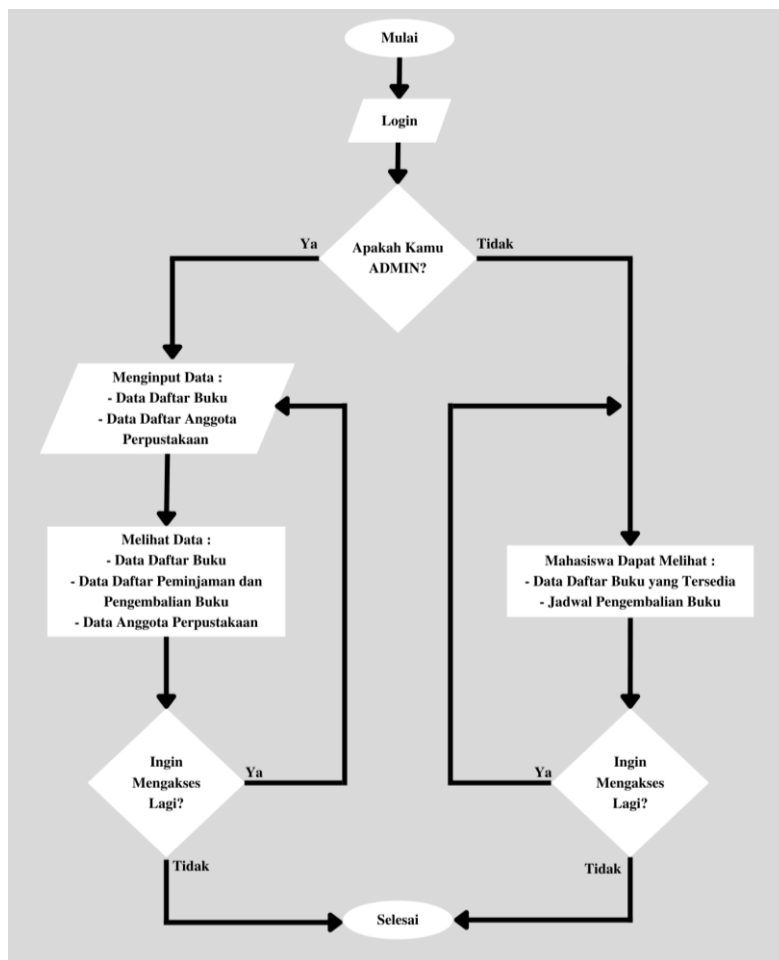 Mulai
Login
Apakah Kamu
ADMIN?
Ya
Tidak
Menginput Data :
- Data Daftar Buku
- Data Daftar Anggota
Perpustakaan
Melihat Data :
- Data Daftar Buku
- Data Daftar Peminjaman dan
Pengembalian Buku
- Data Anggota Perpustakaan
Ingin
Mengakses
Lagi?
Ya
Tidak
Mahasiswa Dapat Melihat :
- Data Daftar Buku yang Tersedia
- Jadwal Pengembalian Buku
Ingin
Mengakses
Lagi?
Ya
Tidak
Selesai